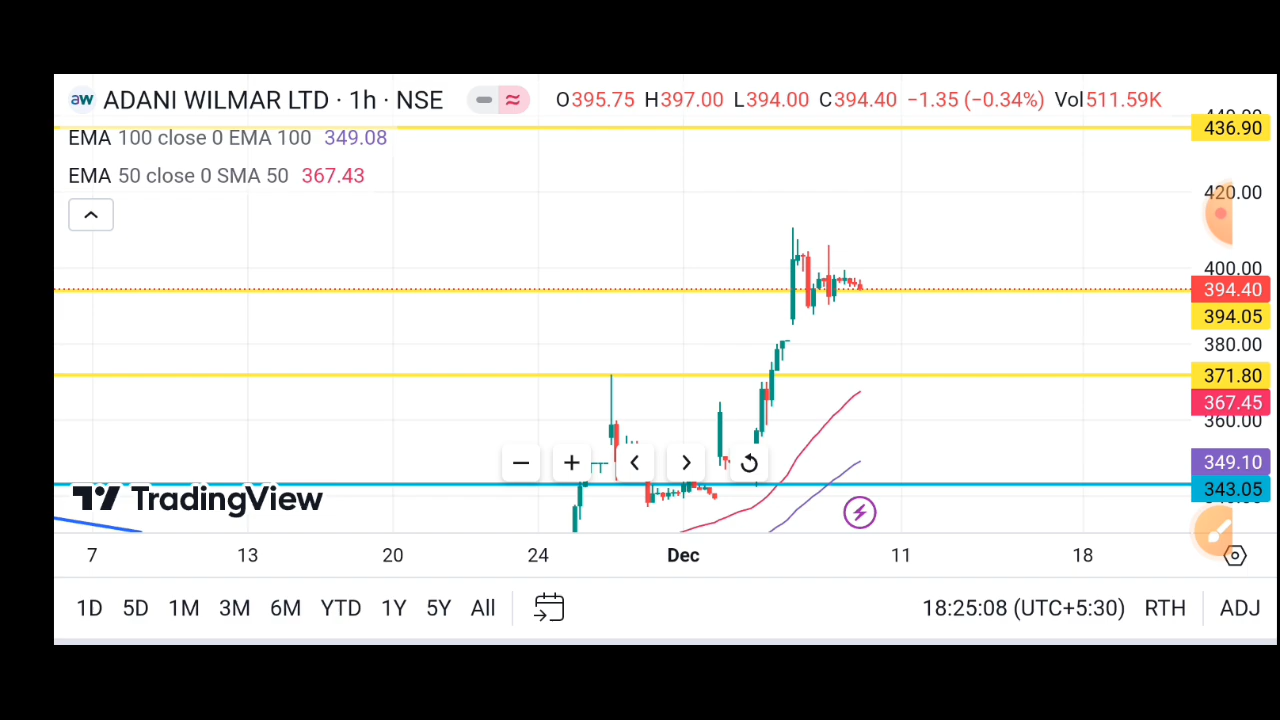 aw ADANI WILMAR LTD · 1h · NSE O395.75 H397.00 L394.00 C394.40 −1.35 (−0.34%) Vol511.59K
436.90
EMA 100 close 0 EMA 100 349.08
EMA 50 close 0 SMA 50 367.43
420.00
400.00
394.40
394.05
380.00
371.80
367.45
360.00
349.10
343.05
TradingView
7 13 20 24 Dec 11 18
1D 5D 1M 3M 6M YTD 1Y 5Y All 18:25:08 (UTC+5:30) RTH ADJ